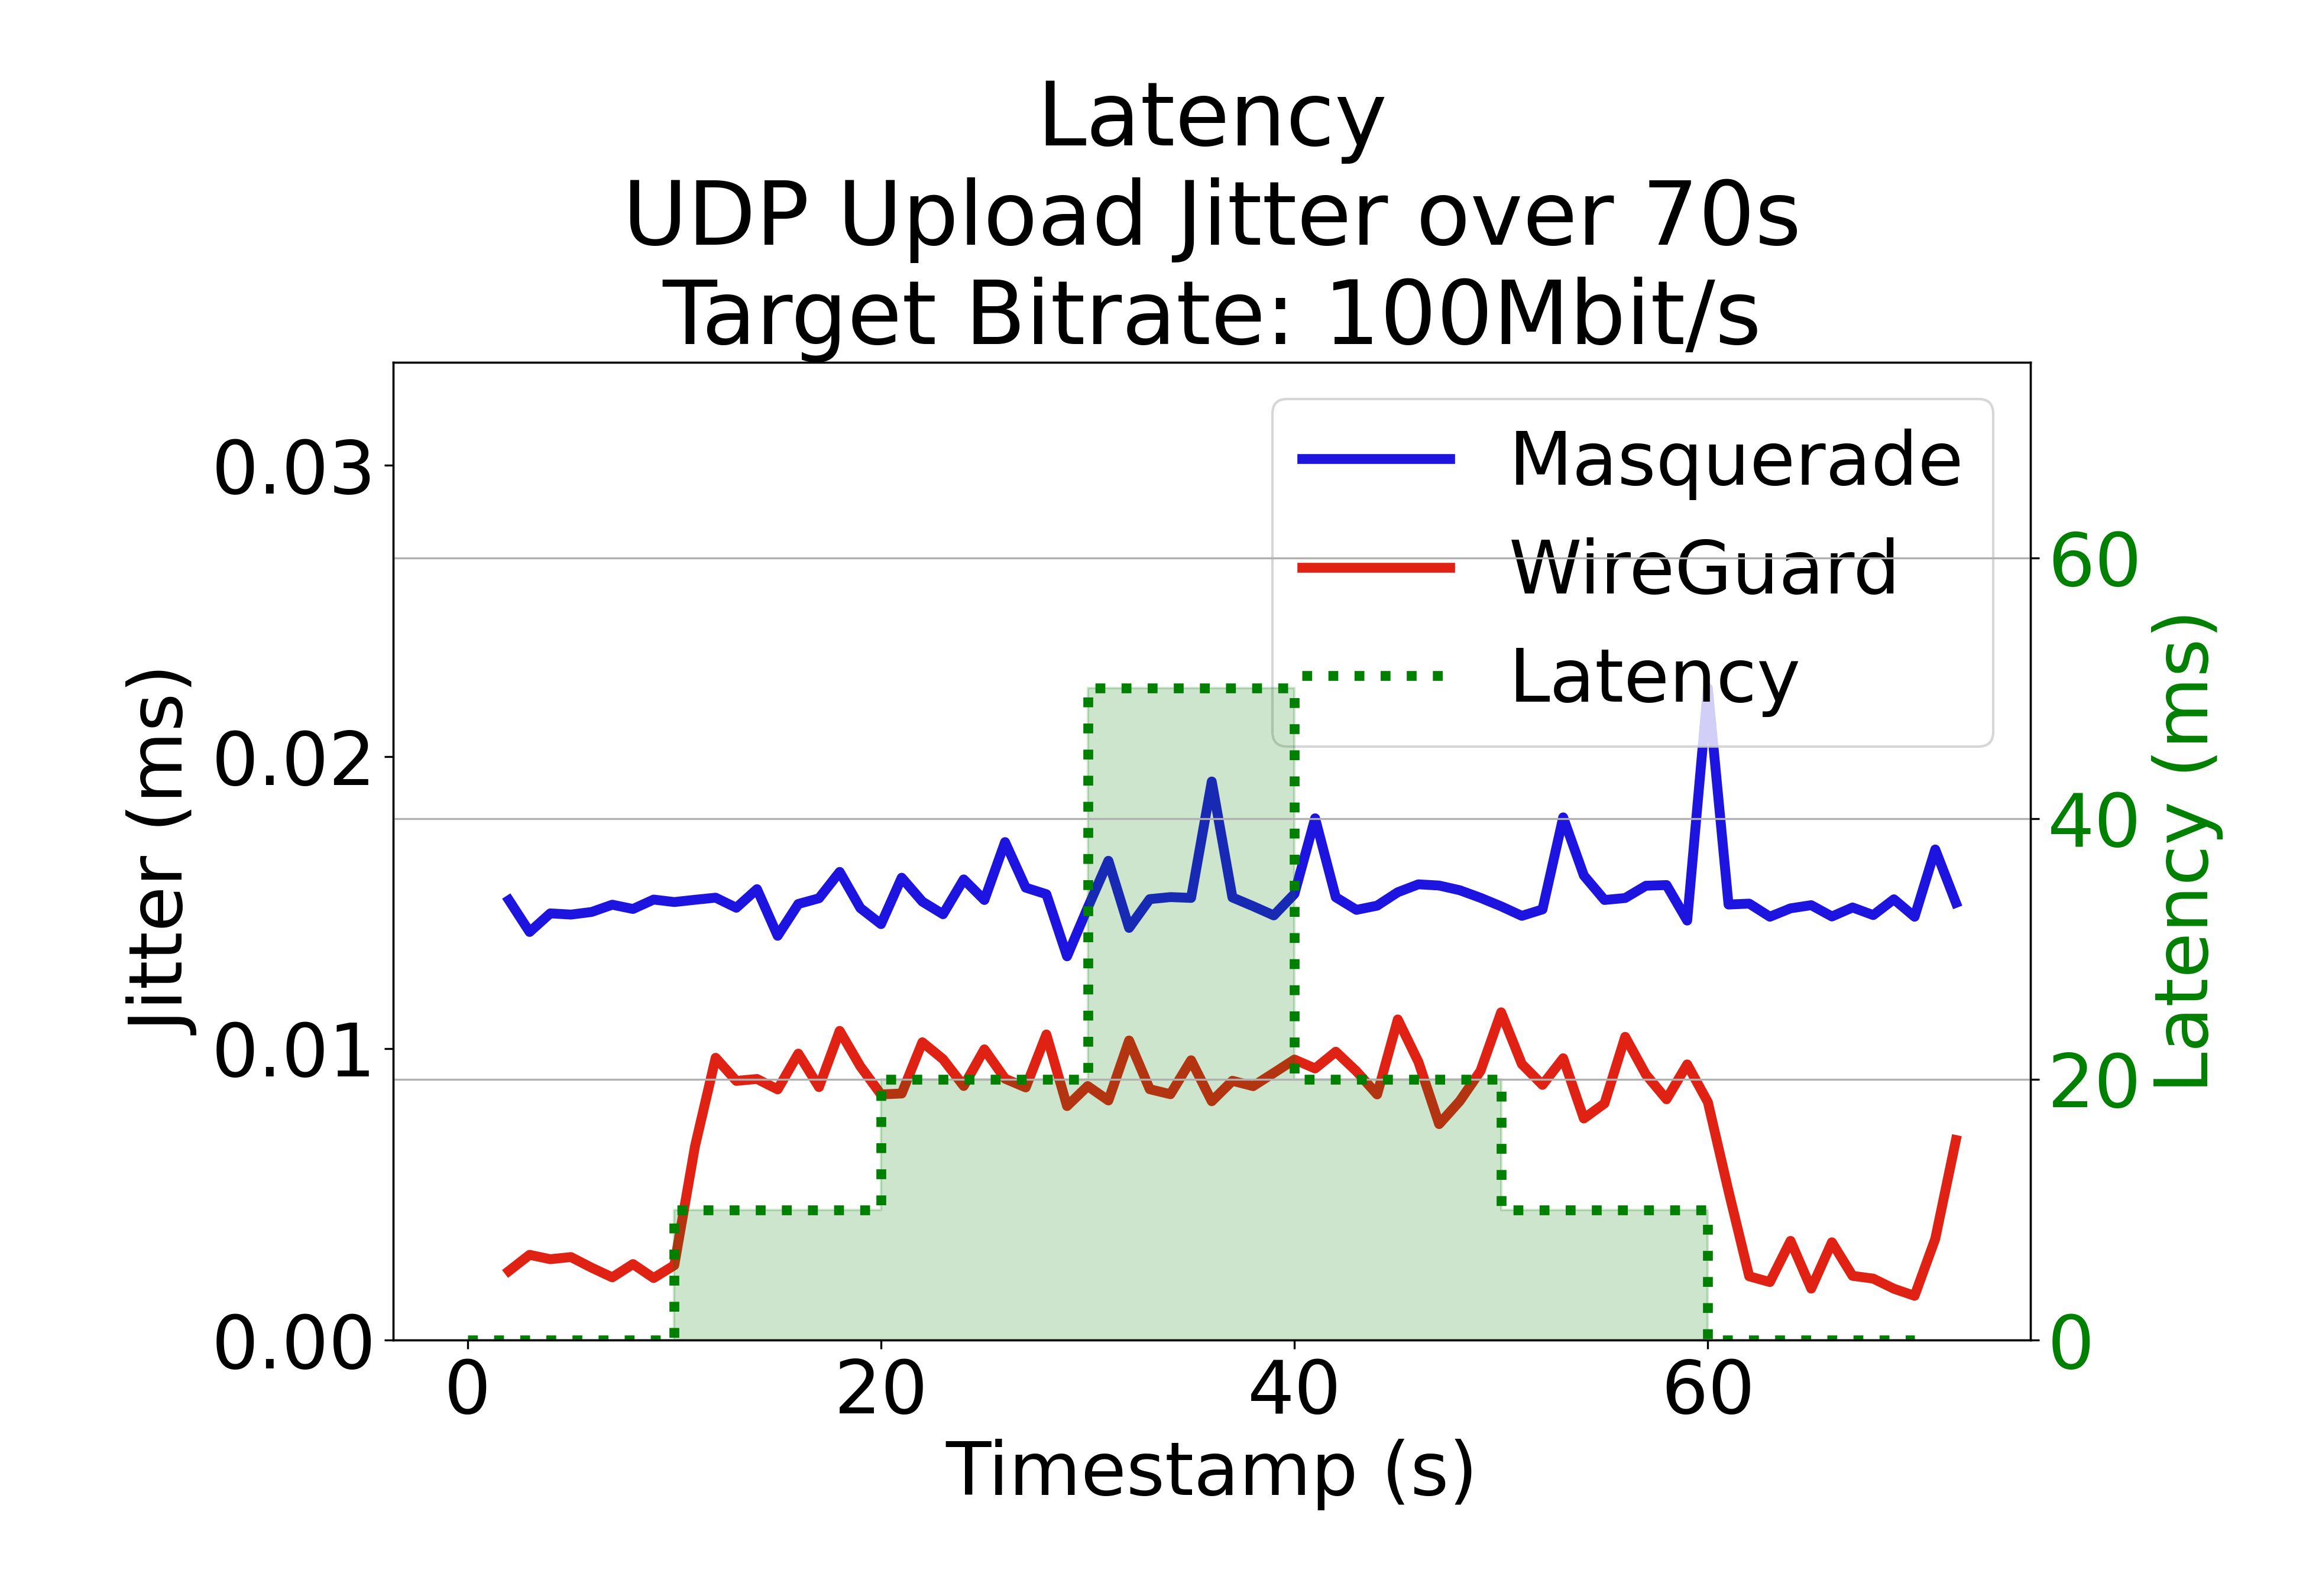 Latency
UDP Upload Jitter over 70s
Target Bitrate: 100Mbit/s
Masquerade
WireGuard
Latency
Jitter (ms)
0.03
0.02
0.01
0.00
60
40
20
0
Latency (ms)
0 20 40 60
Timestamp (s)